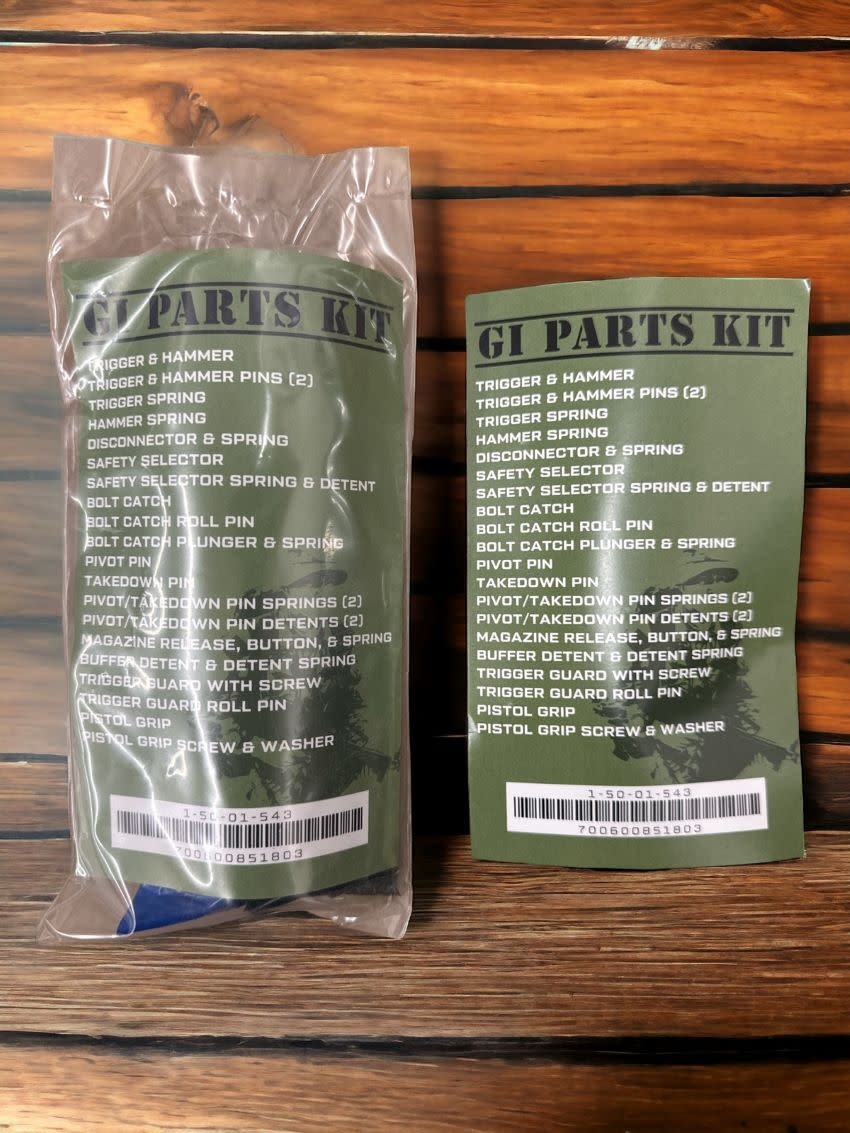 GI PARTS KIT
TRIGGER & HAMMER
TRIGGER & HAMMER PINS (2)
TRIGGER SPRING
HAMMER SPRING
DISCONNECTOR & SPRING
SAFETY SELECTOR
SAFETY SELECTOR SPRING & DETENT
BOLT CATCH
BOLT CATCH ROLL PIN
BOLT CATCH PLUNGER & SPRING
PIVOT PIN
TAKEDOWN PIN
PIVOT/TAKEDOWN PIN SPRINGS (2)
PIVOT/TAKEDOWN PIN DETENTS (2)
MAGAZINE RELEASE, BUTTON, & SPRING
BUFFER DETENT & DETENT SPRING
TRIGGER GUARD WITH SCREW
TRIGGER GUARD ROLL PIN
PISTOL GRIP
PISTOL GRIP SCREW & WASHER
1-50-01-543
700600851803
GI PARTS KIT
TRIGGER & HAMMER
TRIGGER & HAMMER PINS (2)
TRIGGER SPRING
HAMMER SPRING
DISCONNECTOR & SPRING
SAFETY SELECTOR
SAFETY SELECTOR SPRING & DETENT
BOLT CATCH
BOLT CATCH ROLL PIN
BOLT CATCH PLUNGER & SPRING
PIVOT PIN
TAKEDOWN PIN
PIVOT/TAKEDOWN PIN SPRINGS (2)
PIVOT/TAKEDOWN PIN DETENTS (2)
MAGAZINE RELEASE, BUTTON, & SPRING
BUFFER DETENT & DETENT SPRING
TRIGGER GUARD WITH SCREW
TRIGGER GUARD ROLL PIN
PISTOL GRIP
PISTOL GRIP SCREW & WASHER
1-50-01-543
700600851803